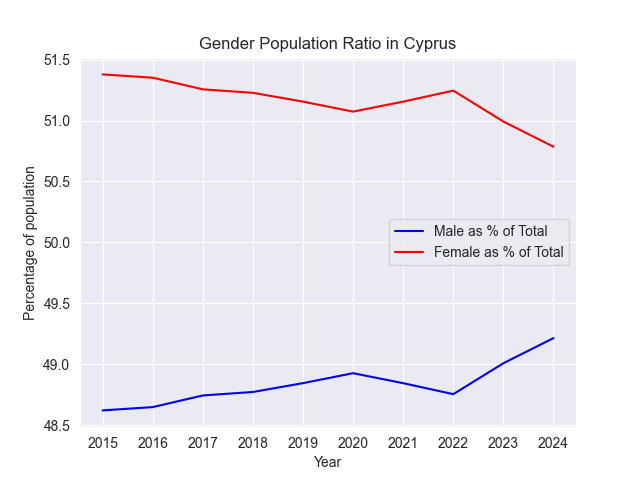 Gender Population Ratio in Cyprus
51.5
51.0
50.5
50.0
49.5
49.0
48.5
Percentage of population
Male as % of Total
Female as % of Total
2015 2016 2017 2018 2019 2020 2021 2022 2023 2024
Year